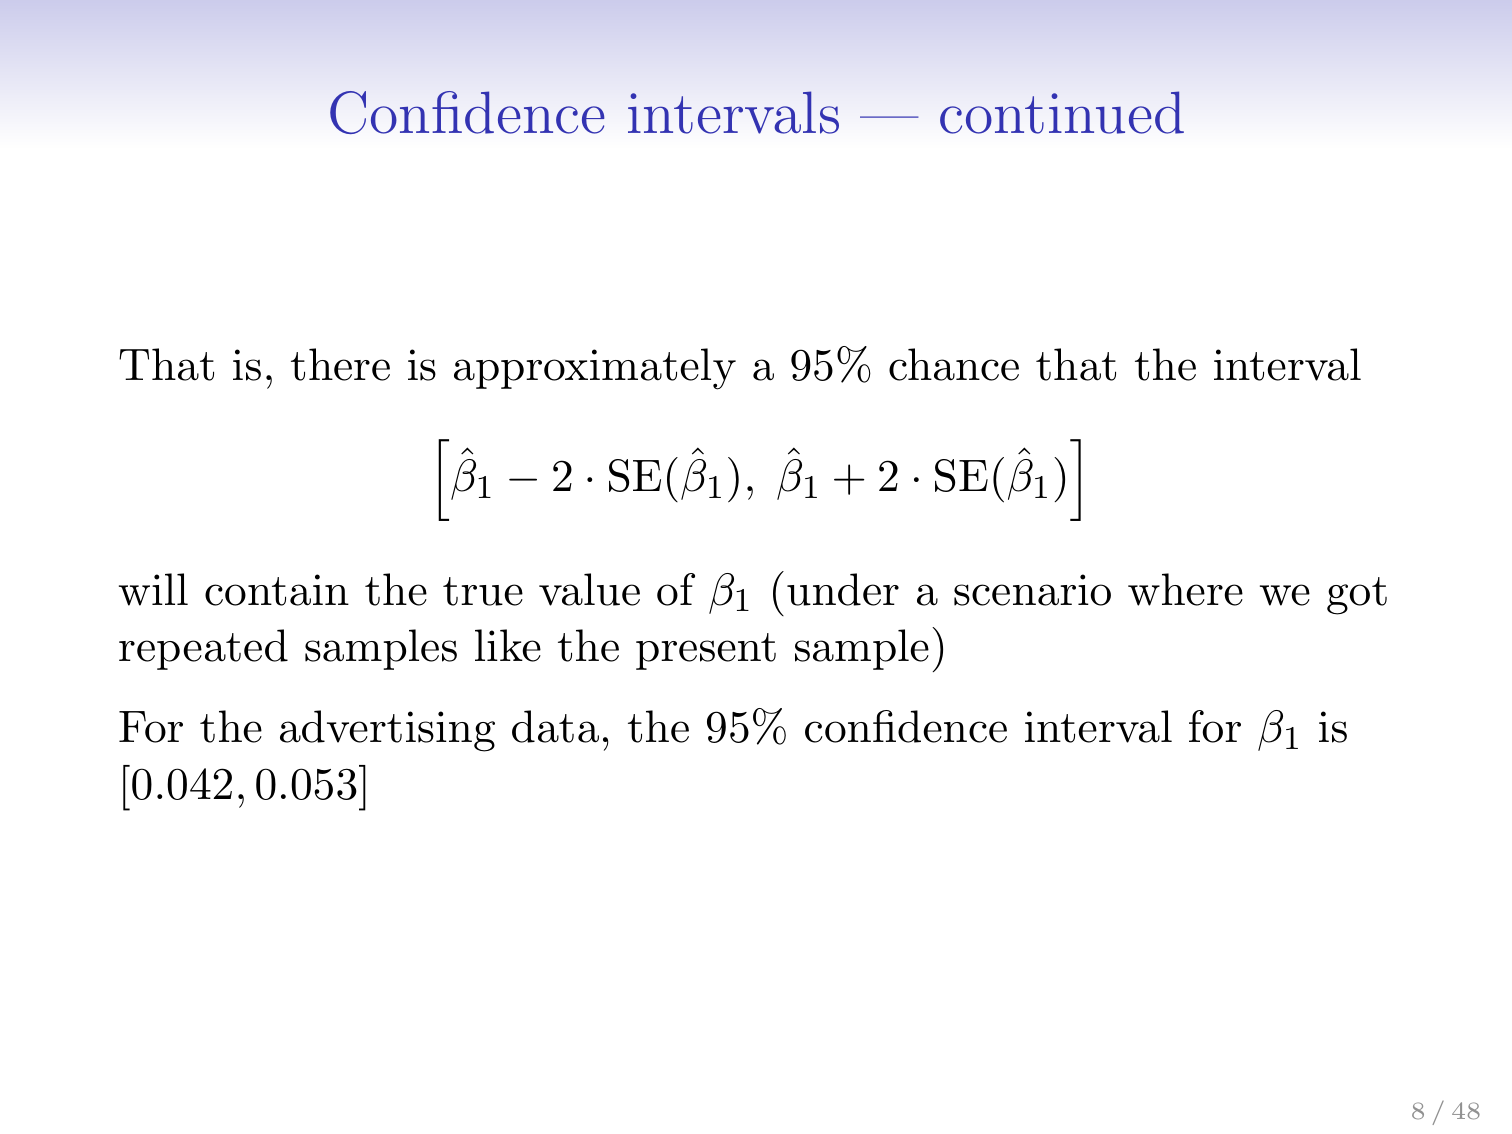 Confidence intervals — continued
That is, there is approximately a 95% chance that the interval
[β̂₁ − 2 · SE(β̂₁), β̂₁ + 2 · SE(β̂₁)]
will contain the true value of β₁ (under a scenario where we got
repeated samples like the present sample)
For the advertising data, the 95% confidence interval for β₁ is
[0.042, 0.053]
8 / 48